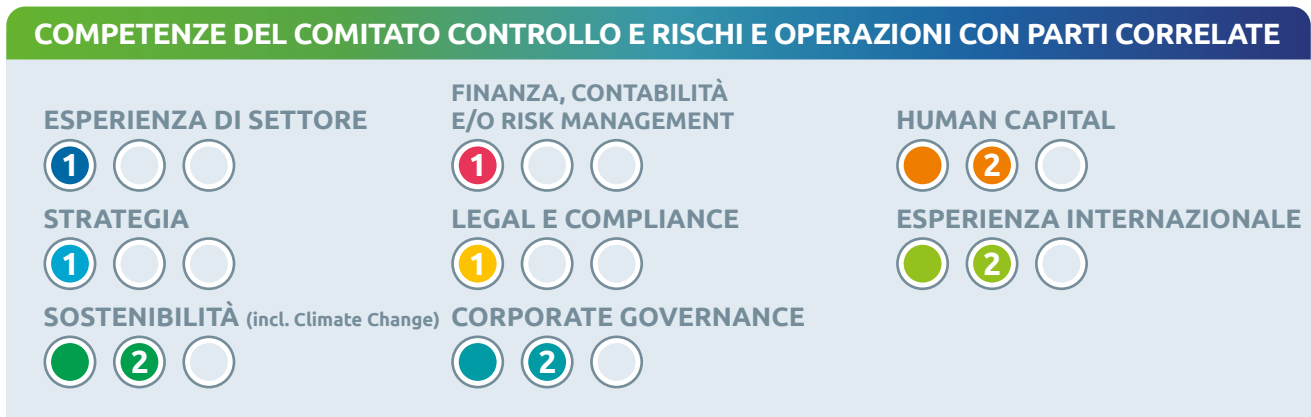 COMPETENZE DEL COMITATO CONTROLLO E RISCHI E OPERAZIONI CON PARTI CORRELATE
ESPERIENZA DI SETTORE
1
FINANZA, CONTABILITÀ
E/O RISK MANAGEMENT
1
HUMAN CAPITAL
2
STRATEGIA
1
LEGAL E COMPLIANCE
1
ESPERIENZA INTERNAZIONALE
2
SOSTENIBILITÀ (incl. Climate Change)
2
CORPORATE GOVERNANCE
2